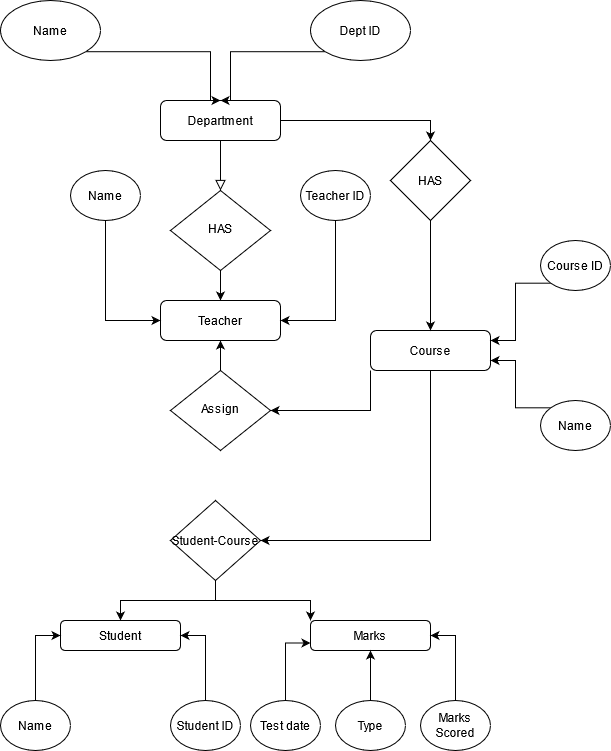 Name
Dept ID
Department
HAS
Name
Teacher ID
HAS
Course ID
Teacher
Course
Assign
Name
Student-Course
Student
Marks
Name
Student ID
Test date
Type
Marks
Scored